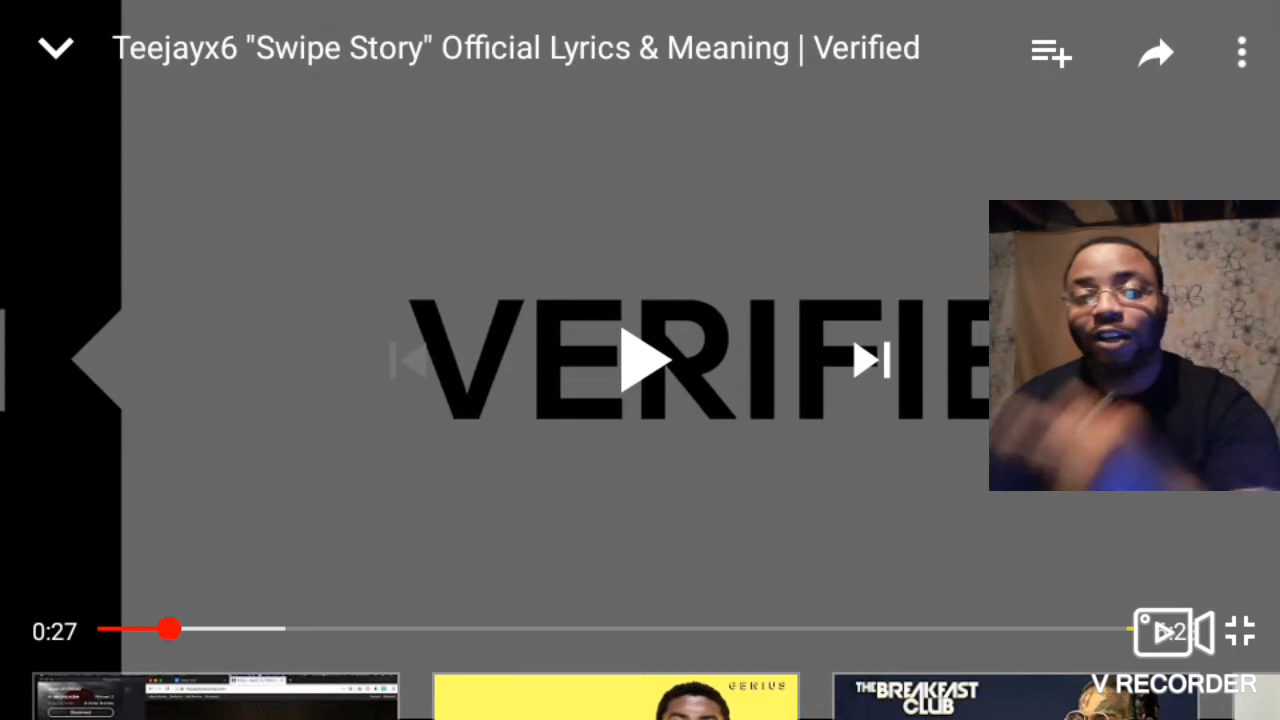 Teejayx6 "Swipe Story" Official Lyrics & Meaning | Verified
VERIFIE
0:27
V RECORDER
GENIUS
THE BREAKFAST
CLUB